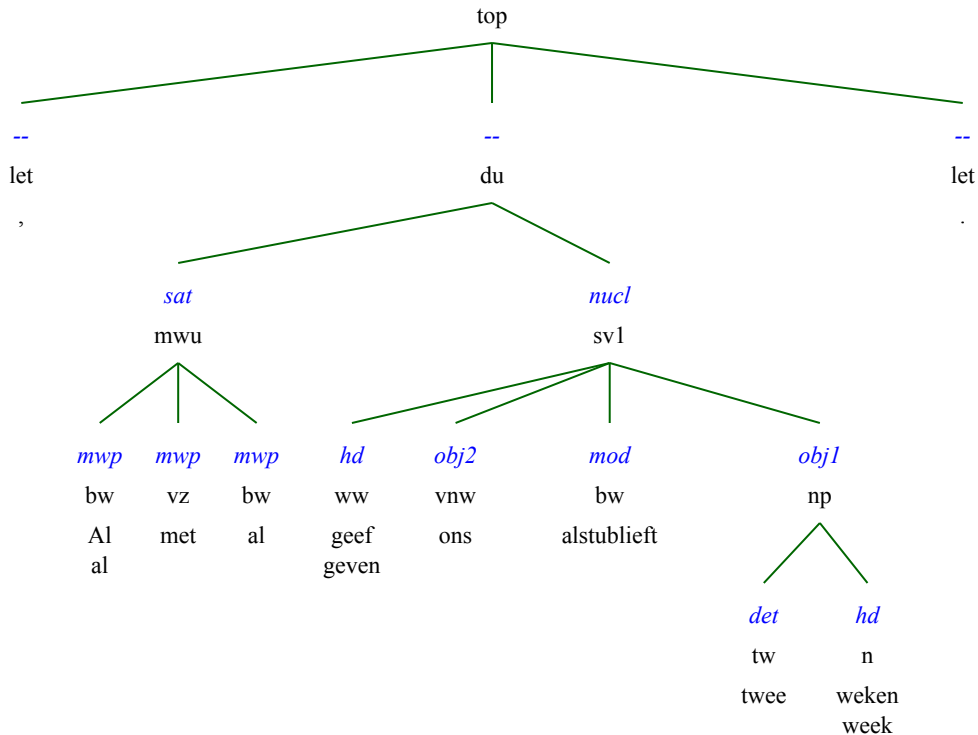 top
-- -- --
let du let
, .
sat nucl
mwu sv1
mwp mwp mwp hd obj2 mod obj1
bw vz bw ww vnw bw np
Al met al geef ons alstublieft
al geven
det hd
tw n
twee weken
week